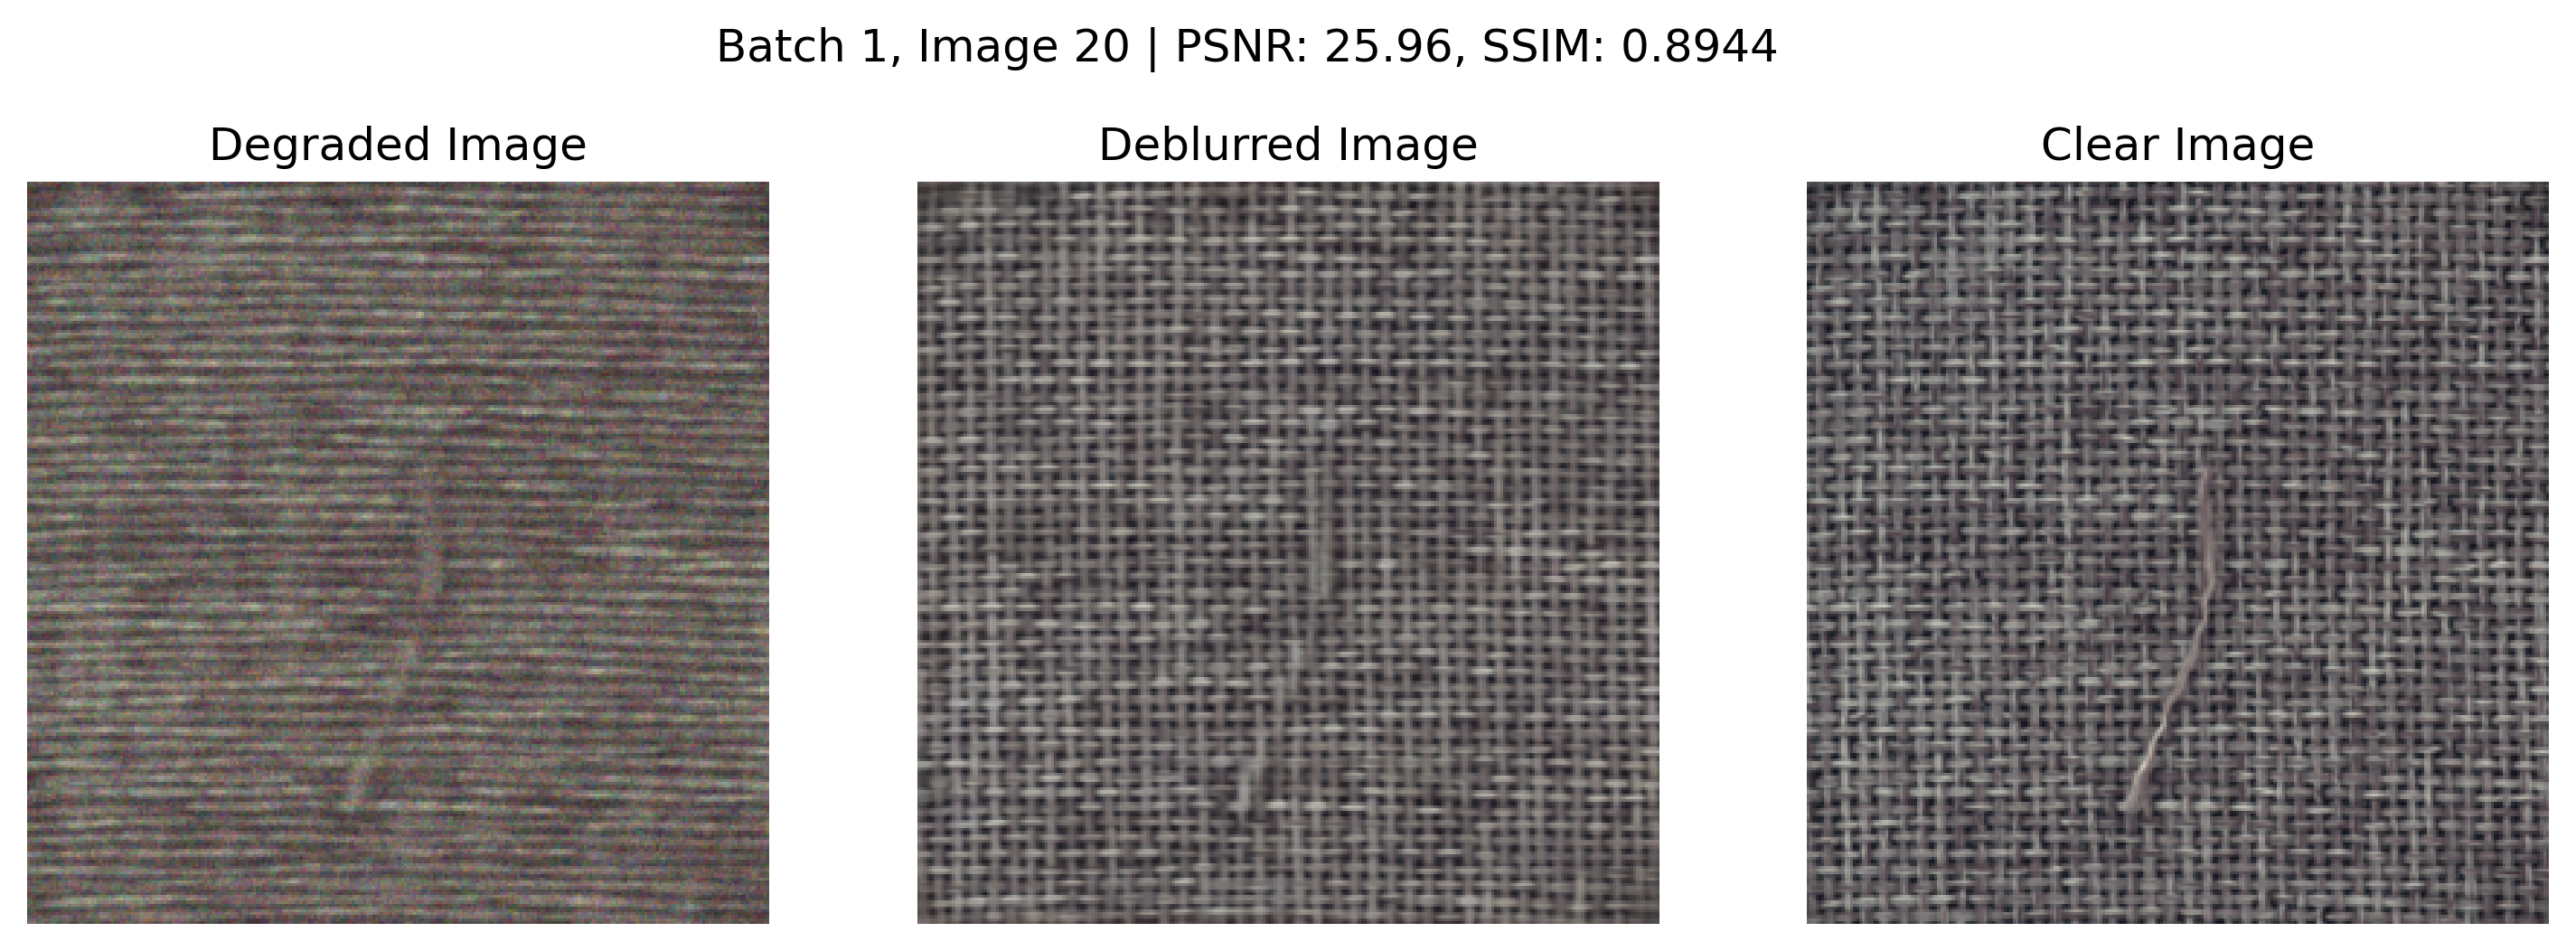 Batch 1, Image 20 | PSNR: 25.96, SSIM: 0.8944
Degraded Image
Deblurred Image
Clear Image